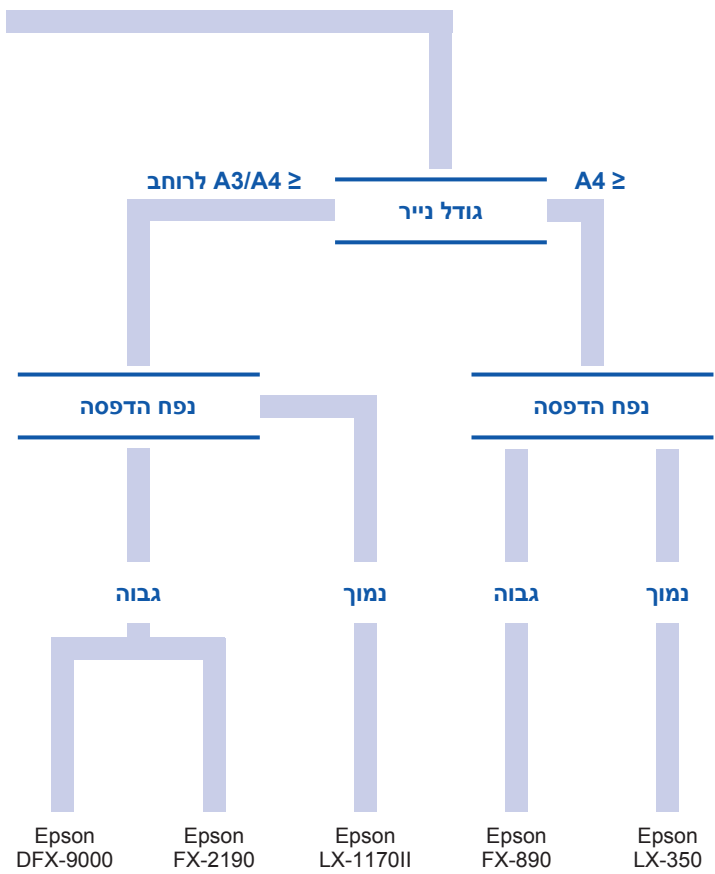 ≤ A4
≤ A3/A4 לרוחב
גודל נייר
נפח הדפסה
נפח הדפסה
נמוך
גבוה
נמוך
גבוה
Epson
LX-350
Epson
FX-890
Epson
LX-1170II
Epson
FX-2190
Epson
DFX-9000